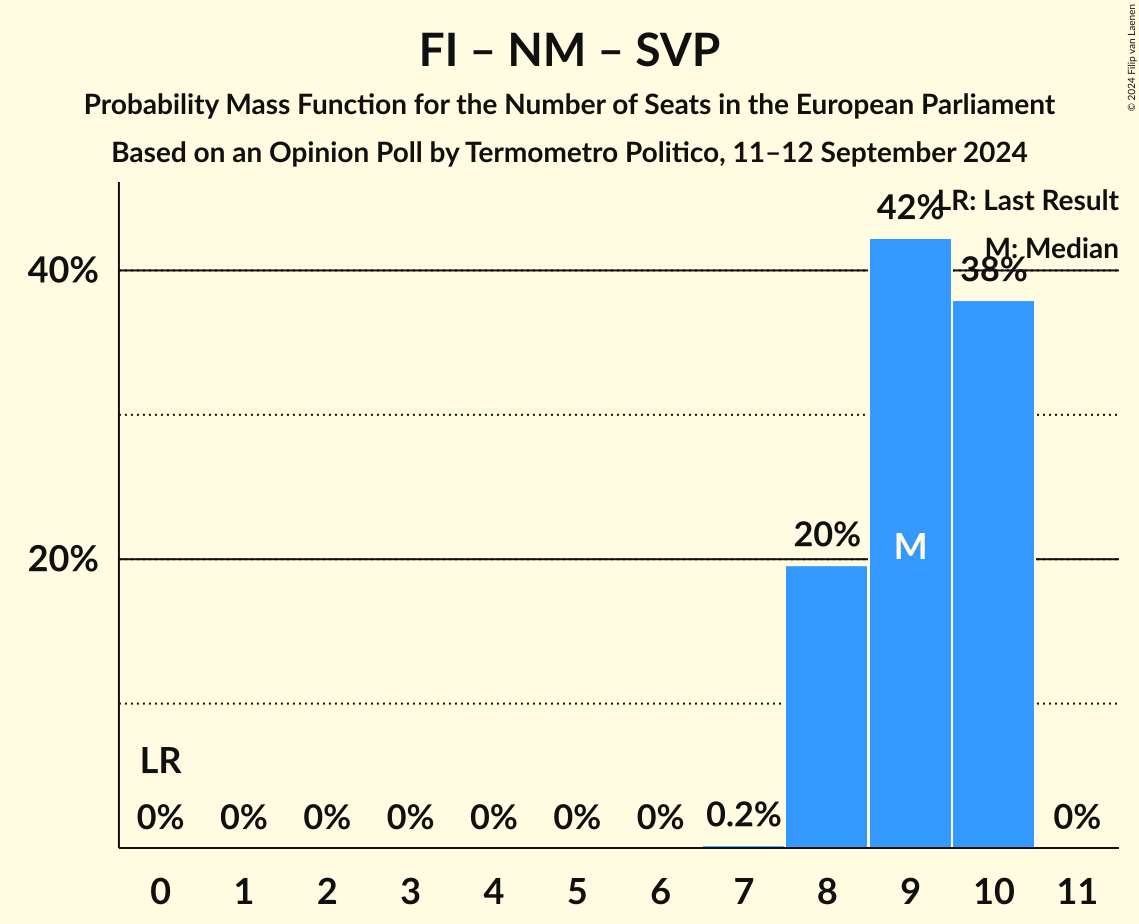 FI – NM – SVP
Probability Mass Function for the Number of Seats in the European Parliament
Based on an Opinion Poll by Termometro Politico, 11–12 September 2024
© 2024 Filip van Laenen
LR: Last Result
M: Median
42%
38%
40%
20%
20%
M
LR
0% 0% 0% 0% 0% 0% 0% 0.2% 0%
0 1 2 3 4 5 6 7 8 9 10 11